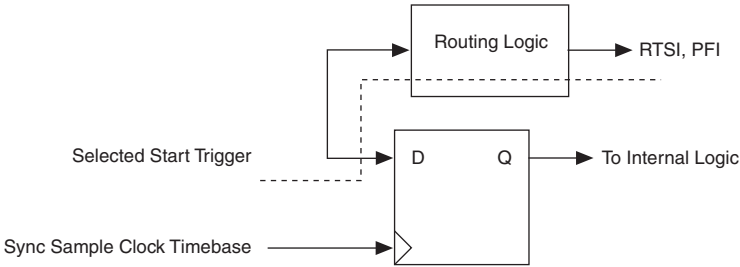 Routing Logic
RTSI, PFI
Selected Start Trigger
D
Q
To Internal Logic
Sync Sample Clock Timebase